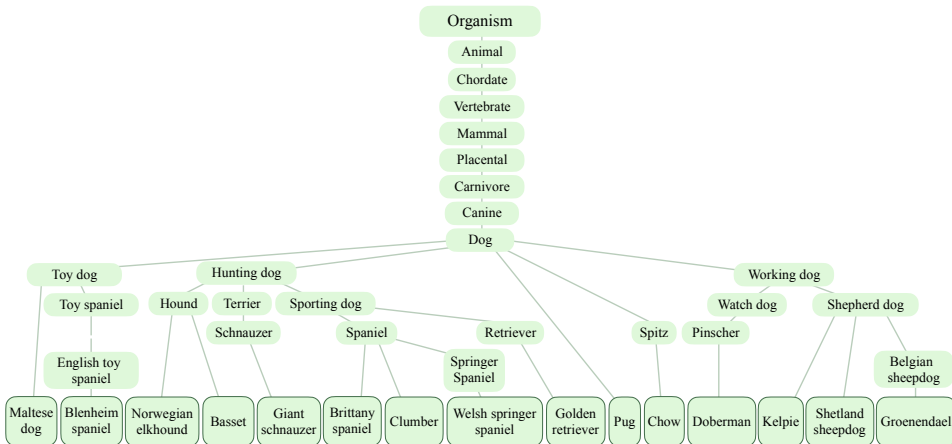 Organism
Animal
Chordate
Vertebrate
Mammal
Placental
Carnivore
Canine
Dog
Toy dog
Hunting dog
Working dog
Toy spaniel
Hound
Terrier
Sporting dog
Watch dog
Shepherd dog
Schnauzer
Spaniel
Retriever
Spitz
Pinscher
English toy
spaniel
Springer
Spaniel
Belgian
sheepdog
Maltese
dog
Blenheim
spaniel
Norwegian
elkhound
Basset
Giant
schnauzer
Brittany
spaniel
Clumber
Welsh springer
spaniel
Golden
retriever
Pug
Chow
Doberman
Kelpie
Shetland
sheepdog
Groenendael